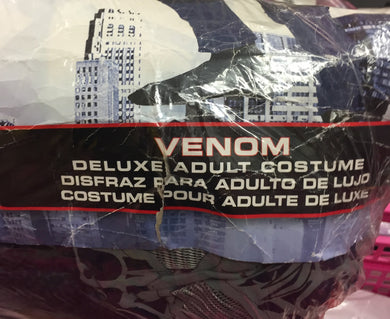 VENOM
DELUXE ADULT COSTUME
DISFRAZ PARA ADULTO DE LUJO
COSTUME POUR ADULTE DE LUXE